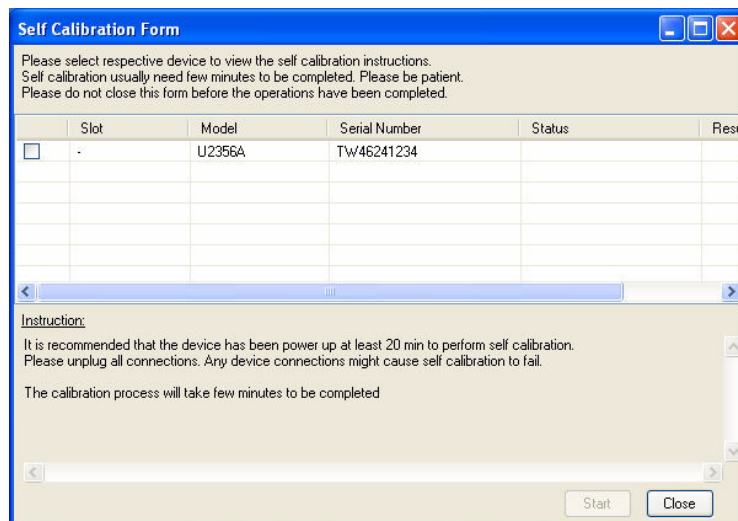 Self Calibration Form
Please select respective device to view the self calibration instructions.
Self calibration usually need few minutes to be completed. Please be patient.
Please do not close this form before the operations have been completed.
Slot Model Serial Number Status Resu
- U2356A TW46241234
Instruction:
It is recommended that the device has been power up at least 20 min to perform self calibration.
Please unplug all connections. Any device connections might cause self calibration to fail.
The calibration process will take few minutes to be completed
Start Close